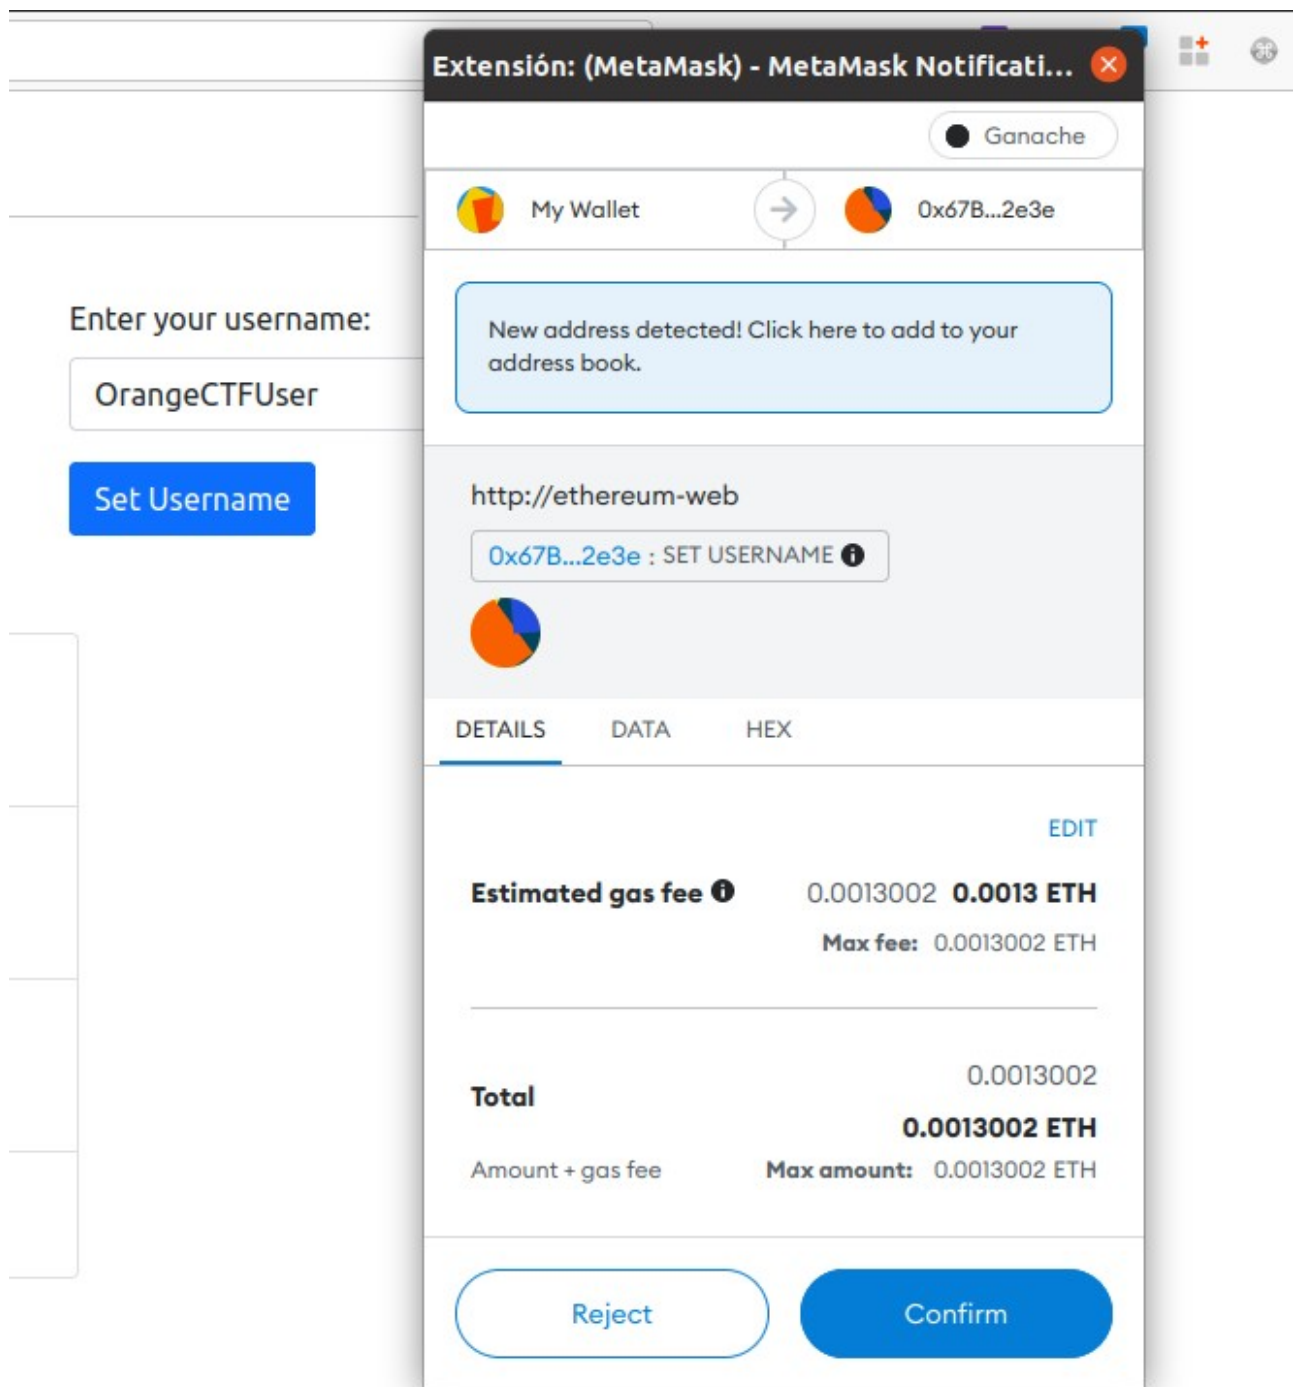 Extensión: (MetaMask) - MetaMask Notificati...
Ganache
My Wallet
0x67B...2e3e
Enter your username:
OrangeCTFUser
Set Username
New address detected! Click here to add to your
address book.
http://ethereum-web
0x67B...2e3e : SET USERNAME
DETAILS DATA HEX
EDIT
Estimated gas fee 0.0013002 0.0013 ETH
Max fee: 0.0013002 ETH
0.0013002
Total
0.0013002 ETH
Amount + gas fee Max amount: 0.0013002 ETH
Reject Confirm